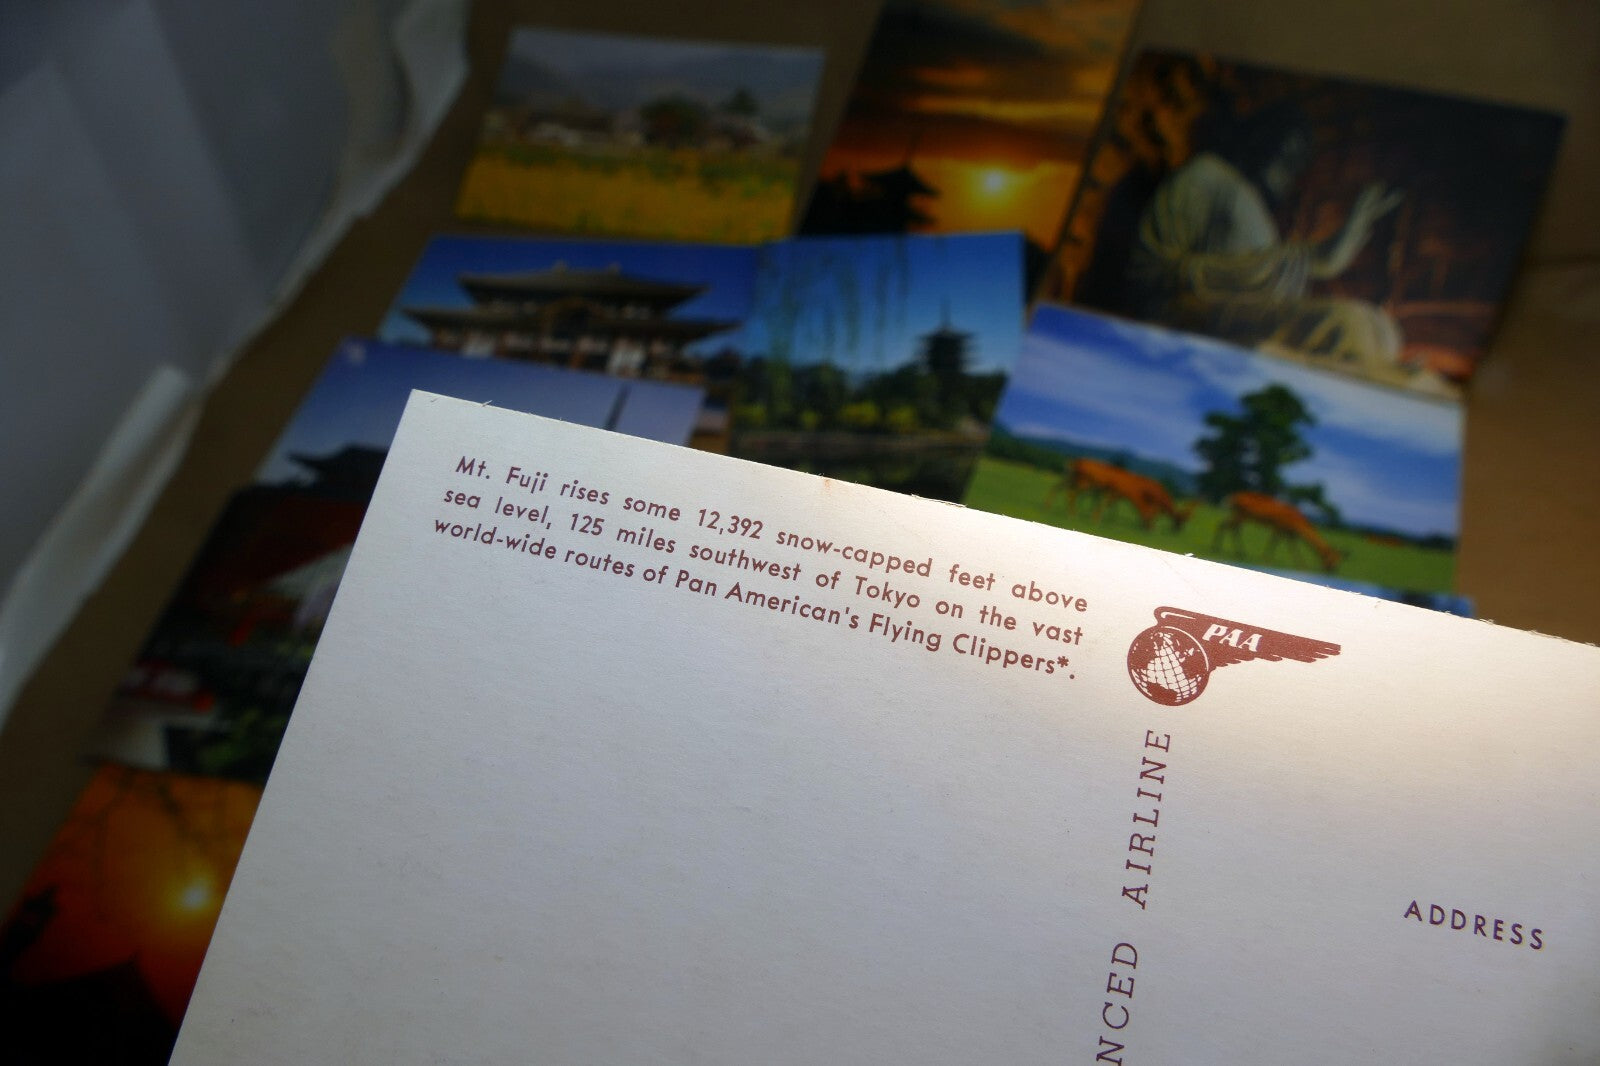 Mt. Fuji rises some 12,392 snow-capped feet above
sea level, 125 miles southwest of Tokyo on the vast
world-wide routes of Pan American's Flying Clippers*.
PAA
NCED AIRLINE
ADDRESS